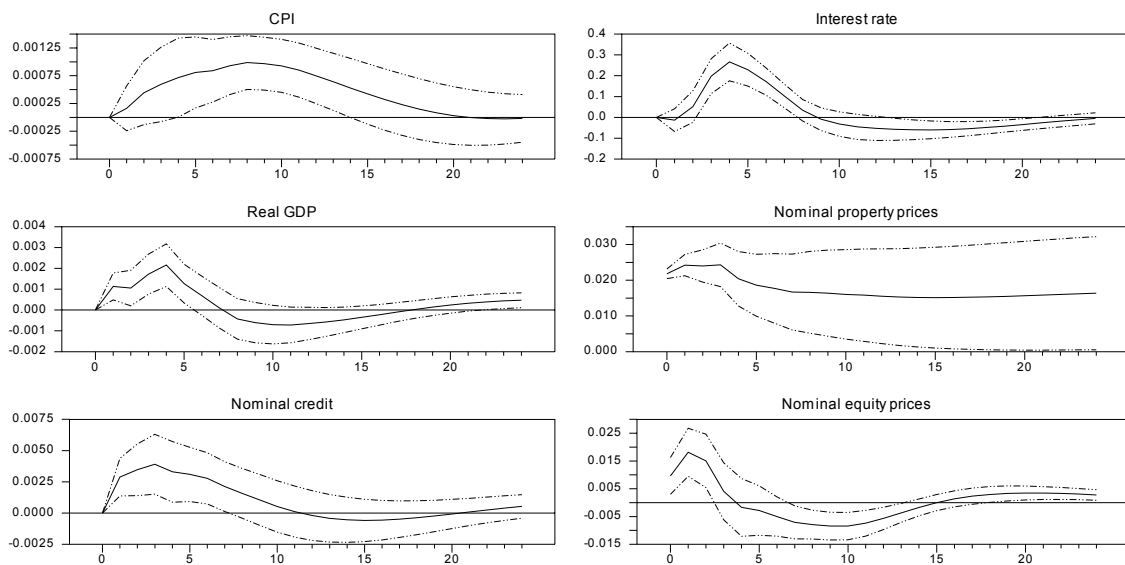 CPI
0.00125
0.00075
0.00025
-0.00025
-0.00075
0 5 10 15 20
Interest rate
0.4
0.3
0.2
0.1
0.0
-0.1
-0.2
0 5 10 15 20
Real GDP
0.004
0.003
0.002
0.001
0.000
-0.001
-0.002
0 5 10 15 20
Nominal property prices
0.030
0.020
0.010
0.000
0 5 10 15 20
Nominal credit
0.0075
0.0050
0.0025
0.0000
-0.0025
0 5 10 15 20
Nominal equity prices
0.025
0.015
0.005
-0.005
-0.015
0 5 10 15 20